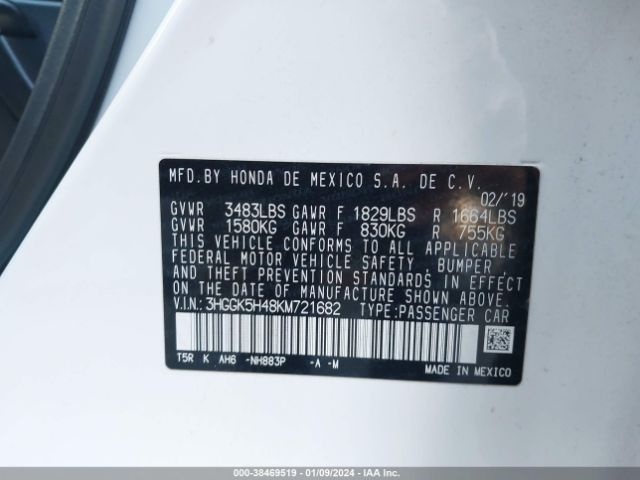 MFD.BY HONDA DE MEXICO S.A. DE C.V.
02/'19
GVWR 3483LBS GAWR F 1829LBS R 1664LBS
GVWR 1580KG GAWR F 830KG R 755KG
THIS VEHICLE CONFORMS TO ALL APPLICABLE
FEDERAL MOTOR VEHICLE SAFETY, BUMPER,
AND THEFT PREVENTION STANDARDS IN EFFECT
ON THE DATE OF MANUFACTURE SHOWN ABOVE.
V.I.N.: 3HGGK5H48KM721682 TYPE:PASSENGER CAR
T5R K AH6 -NH883P -A -M
MADE IN MEXICO
000-38469519 - 01/09/2024 - IAAI.com